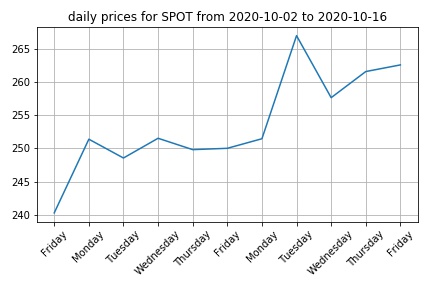 daily prices for SPOT from 2020-10-02 to 2020-10-16
265
260
255
250
245
240
Friday
Monday
Tuesday
Wednesday
Thursday
Friday
Monday
Tuesday
Wednesday
Thursday
Friday